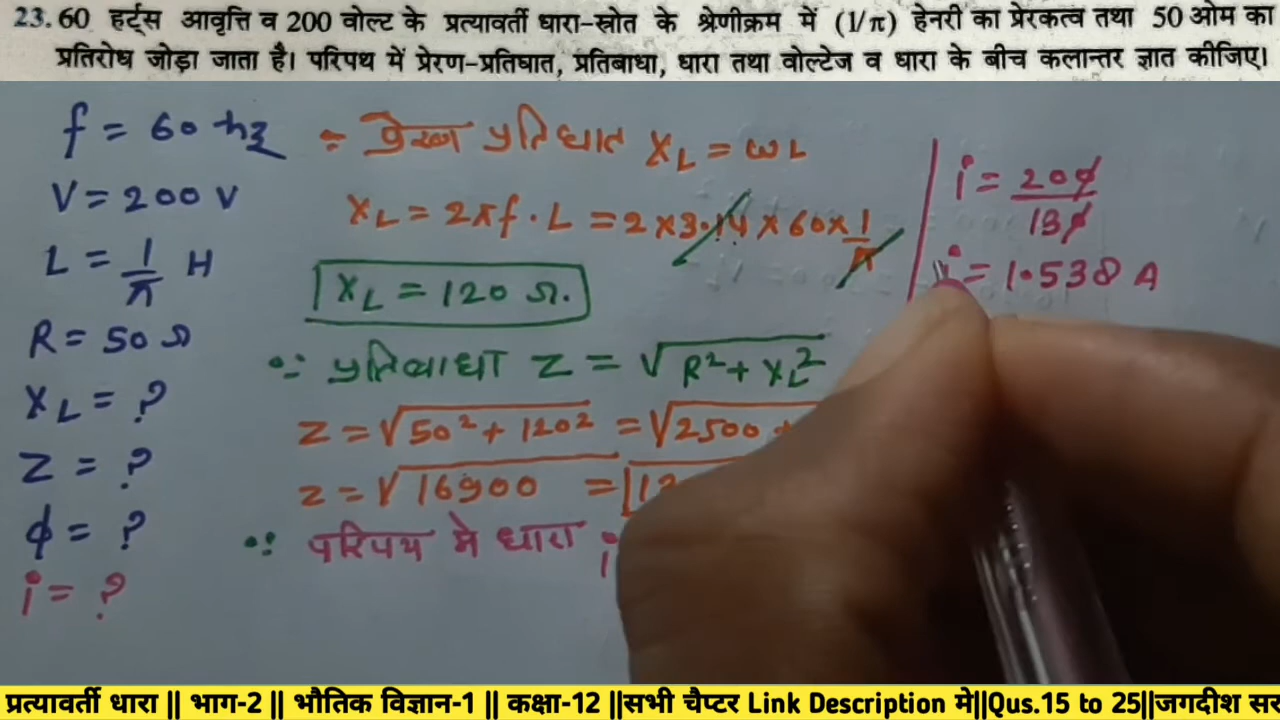 23. 60 हर्ट्स आवृत्ति व 200 वोल्ट के प्रत्यावर्ती धारा-स्रोत के श्रेणीक्रम में (1/π) हेनरी का प्रेरकत्व तथा 50 ओम का
प्रतिरोध जोड़ा जाता है। परिपथ में प्रेरण-प्रतिघात, प्रतिबाधा, धारा तथा वोल्टेज व धारा के बीच कलान्तर ज्ञात कीजिए।
f = 60 हर्ट्ज
V = 200 V
L = 1/π H
R = 50 Ω
XL = ?
Z = ?
ϕ = ?
i = ?
∵ प्रेरण प्रतिघात XL = ωL
XL = 2πf · L = 2 × 3.14 × 60 × 1/π
XL = 120 Ω.
∵ प्रतिबाधा Z = √R² + XL²
Z = √50² + 120² = √2500 +
Z = √16900 =
∵ परिपथ मे धारा i
i = 200/130
i = 1.538 A
प्रत्यावर्ती धारा || भाग-2 || भौतिक विज्ञान-1 || कक्षा-12 ||सभी चैप्टर Link Description मे||Qus.15 to 25||जगदीश सर